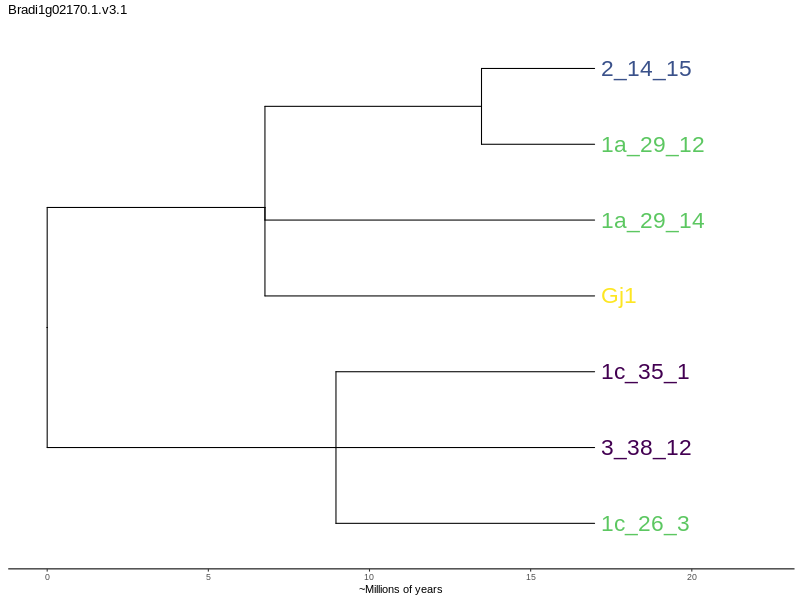 Bradi1g02170.1.v3.1
2_14_15
1a_29_12
1a_29_14
Gj1
1c_35_1
3_38_12
1c_26_3
0 5 10 15 20
~Millions of years